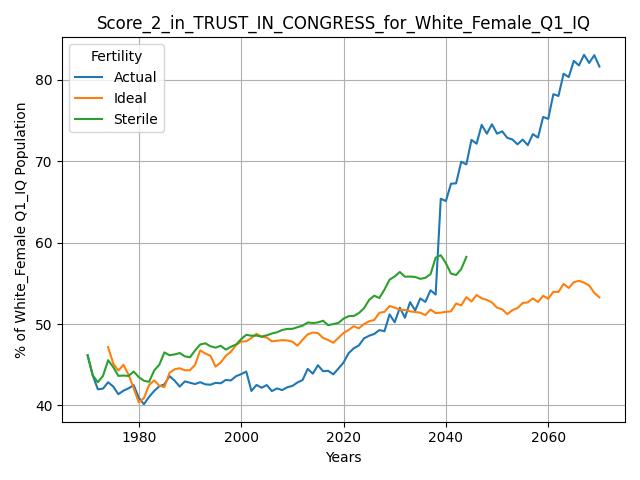 Score_2_in_TRUST_IN_CONGRESS_for_White_Female_Q1_IQ
Fertility
Actual
Ideal
Sterile
% of White_Female Q1_IQ Population
80
70
60
50
40
1980
2000
2020
2040
2060
Years